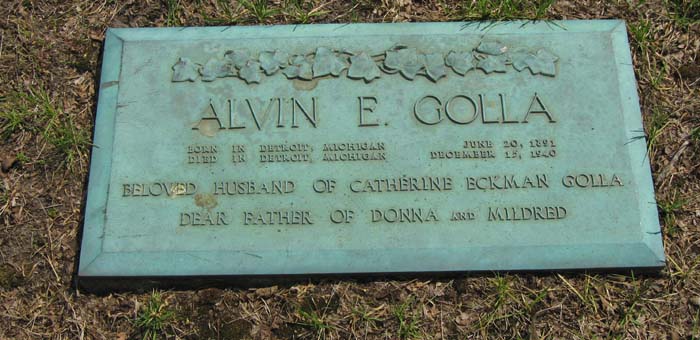 ALVIN E. GOLLA
BORN IN DETROIT, MICHIGAN JUNE 20, 1891
DIED IN DETROIT, MICHIGAN DECEMBER 15, 1940
BELOVED HUSBAND OF CATHERINE ECKMAN GOLLA
DEAR FATHER OF DONNA AND MILDRED